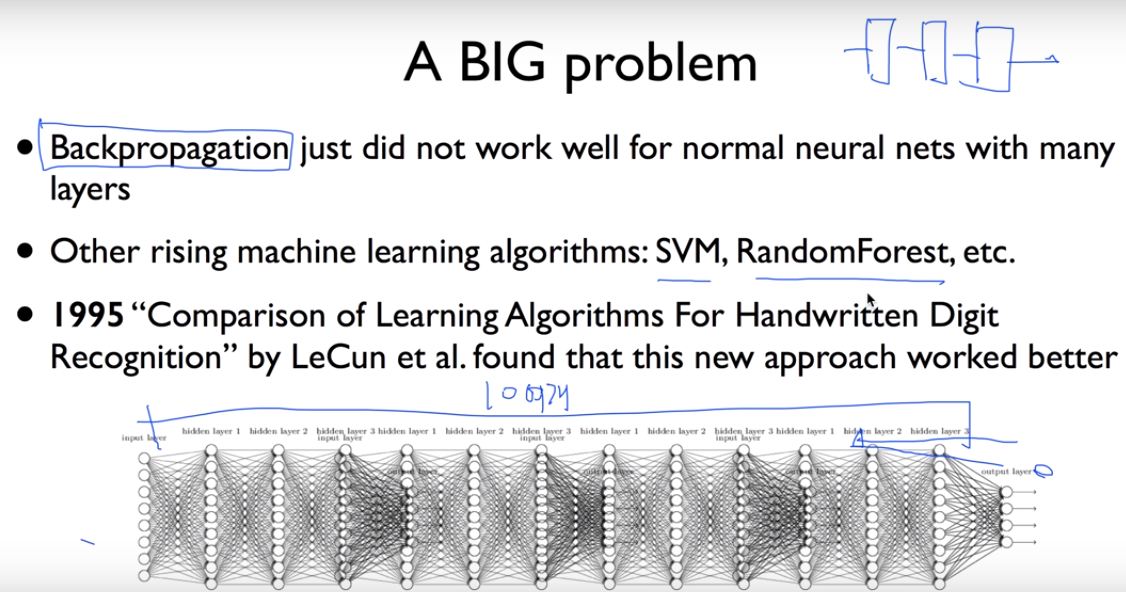 A BIG problem
• Backpropagation just did not work well for normal neural nets with many
layers
• Other rising machine learning algorithms: SVM, RandomForest, etc.
• 1995 “Comparison of Learning Algorithms For Handwritten Digit
Recognition” by LeCun et al. found that this new approach worked better
input layer
hidden layer 1
hidden layer 2
hidden layer 3
input layer
hidden layer 1
hidden layer 2
hidden layer 3
input layer
hidden layer 1
hidden layer 2
hidden layer 3
input layer
hidden layer 1
hidden layer 2
hidden layer 3
output layer
output layer
output layer
output layer